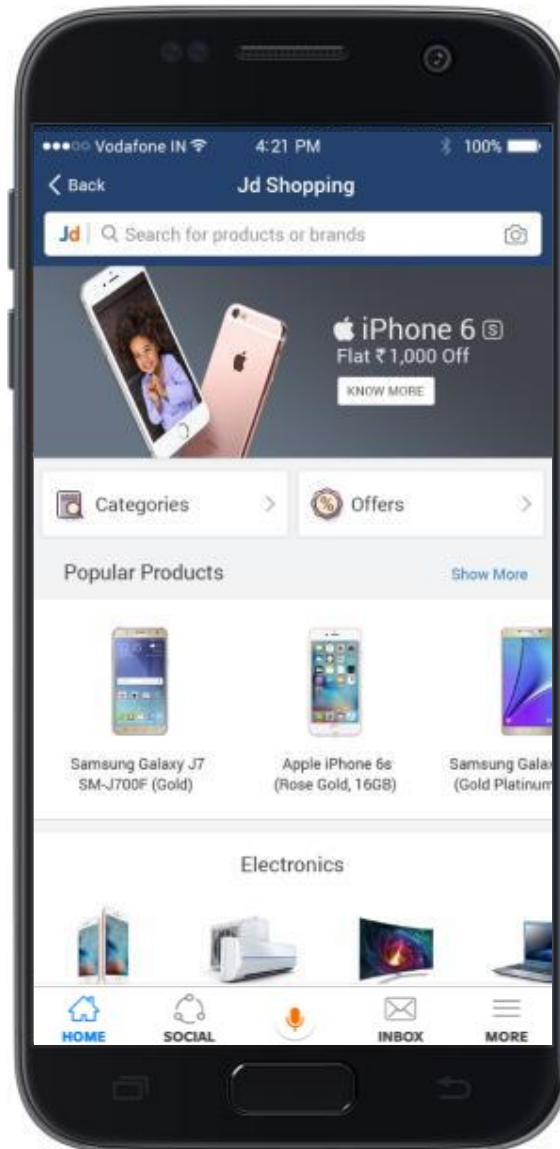 Vodafone IN 4:21 PM 100%
Back Jd Shopping
Jd Search for products or brands
iPhone 6 S
Flat ₹ 1,000 Off
KNOW MORE
Categories Offers
Popular Products Show More
Samsung Galaxy J7
SM-J700F (Gold)
Apple iPhone 6s
(Rose Gold, 16GB)
Samsung Gala
(Gold Platinum
Electronics
HOME SOCIAL INBOX MORE